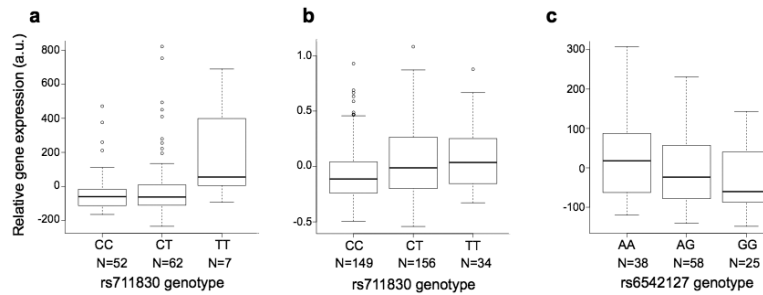 a
b
c
Relative gene expression (a.u.)
800
600
400
200
0
-200
CC CT TT
N=52 N=62 N=7
rs711830 genotype
1.0
0.5
0.0
-0.5
CC CT TT
N=149 N=156 N=34
rs711830 genotype
300
200
100
0
-100
AA AG GG
N=38 N=58 N=25
rs6542127 genotype